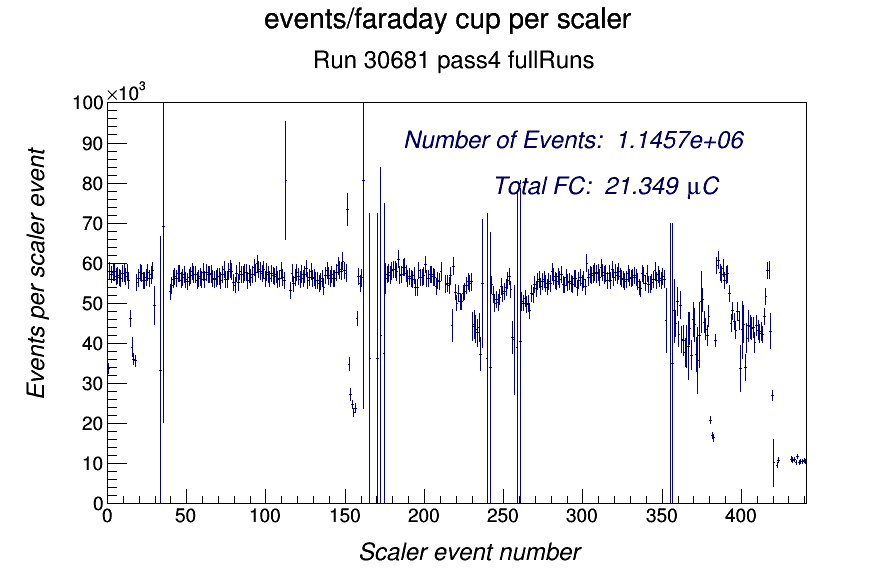 events/faraday cup per scaler
Run 30681 pass4 fullRuns
×10³
100
90
80
70
60
50
40
30
20
10
0
Events per scaler event
Number of Events: 1.1457e+06
Total FC: 21.349 μC
0 50 100 150 200 250 300 350 400
Scaler event number